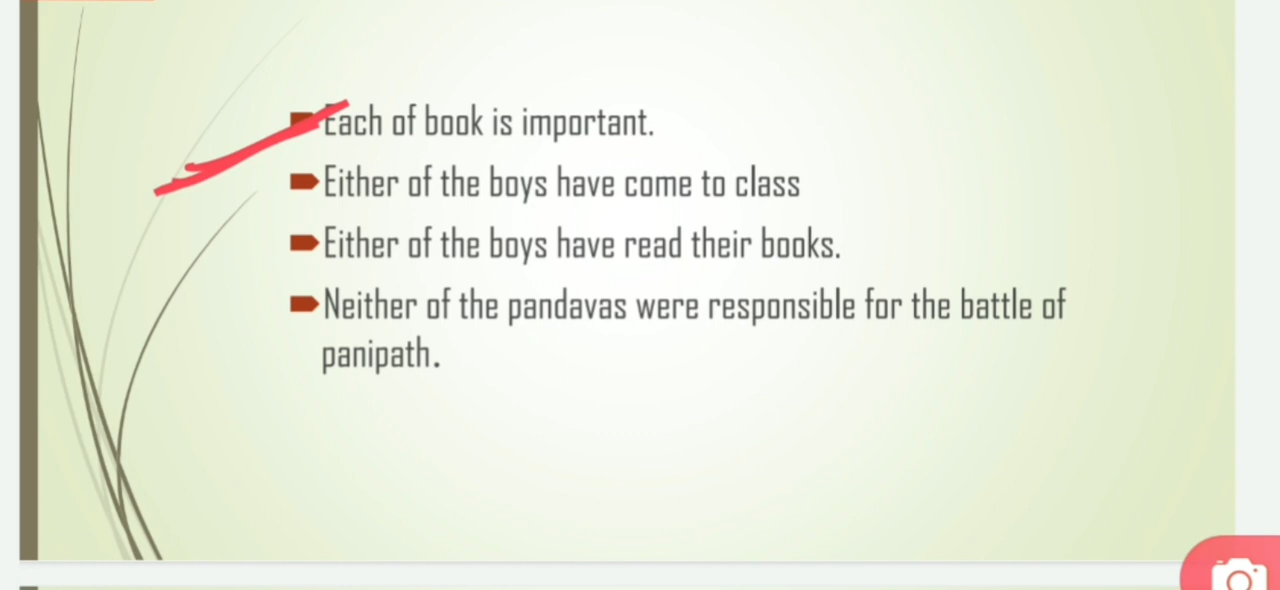 Each of book is important.
Either of the boys have come to class
Either of the boys have read their books.
Neither of the pandavas were responsible for the battle of
panipath.